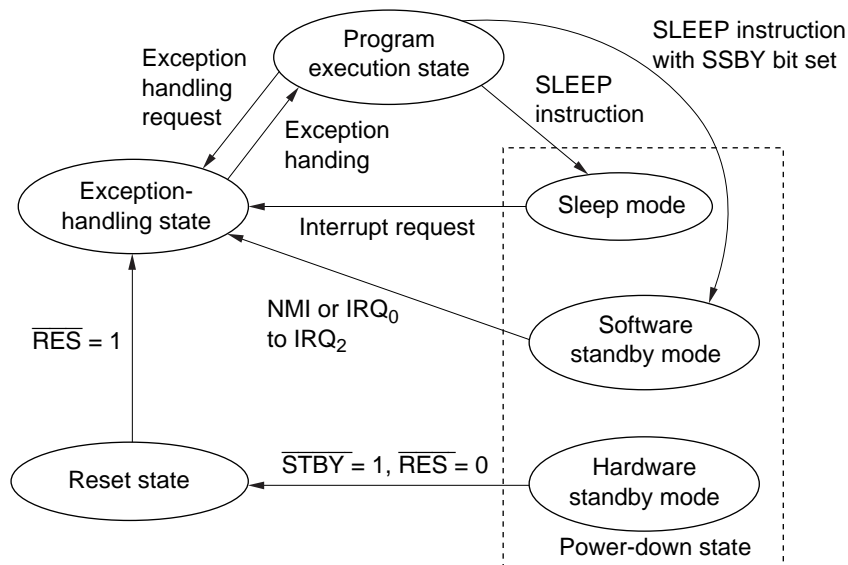 Program
execution state
SLEEP instruction
with SSBY bit set
Exception
handling
request
SLEEP
instruction
Exception
handing
Exception-
handling state
Sleep mode
Interrupt request
NMI or IRQ0
to IRQ2
Software
standby mode
RES = 1
Reset state
STBY = 1, RES = 0
Hardware
standby mode
Power-down state